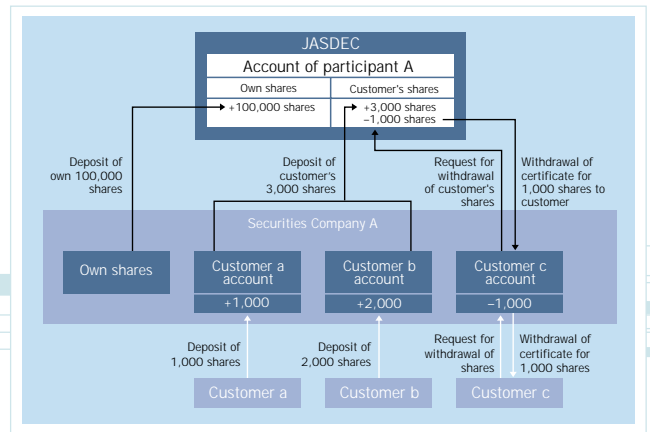 JASDEC
Account of participant A
Own shares
Customer's shares
+100,000 shares
+3,000 shares
–1,000 shares
Deposit of
own 100,000
shares
Deposit of
customer's
3,000 shares
Request for
withdrawal
of customer's
shares
Withdrawal of
certificate for
1,000 shares to
customer
Securities Company A
Own shares
Customer a
account
+1,000
Customer b
account
+2,000
Customer c
account
–1,000
Deposit of
1,000 shares
Deposit of
2,000 shares
Request for
withdrawal of
shares
Withdrawal of
certificate for
1,000 shares
Customer a
Customer b
Customer c